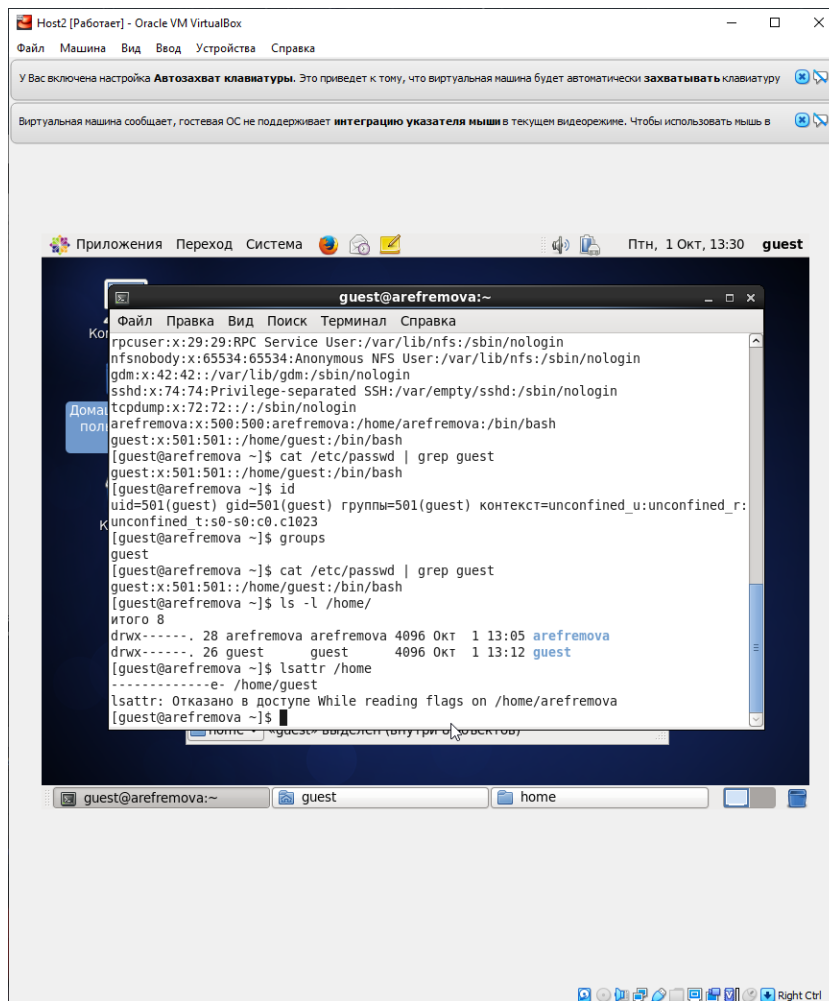 Host2 [Работает] - Oracle VM VirtualBox
Файл Машина Вид Ввод Устройства Справка
У Вас включена настройка Автозахват клавиатуры. Это приведет к тому, что виртуальная машина будет автоматически захватывать клавиатуру
Виртуальная машина сообщает, гостевая ОС не поддерживает интеграцию указателя мыши в текущем видеорежиме. Чтобы использовать мышь в
Приложения Переход Система Птн, 1 Окт, 13:30 guest
guest@arefremova:~
Файл Правка Вид Поиск Терминал Справка
rpcuser:x:29:29:RPC Service User:/var/lib/nfs:/sbin/nologin
nfsnobody:x:65534:65534:Anonymous NFS User:/var/lib/nfs:/sbin/nologin
gdm:x:42:42::/var/lib/gdm:/sbin/nologin
sshd:x:74:74:Privilege-separated SSH:/var/empty/sshd:/sbin/nologin
tcpdump:x:72:72::/:/sbin/nologin
arefremova:x:500:500:arefremova:/home/arefremova:/bin/bash
guest:x:501:501::/home/guest:/bin/bash
[guest@arefremova ~]$ cat /etc/passwd | grep guest
guest:x:501:501::/home/guest:/bin/bash
[guest@arefremova ~]$ id
uid=501(guest) gid=501(guest) группы=501(guest) контекст=unconfined_u:unconfined_r:
unconfined_t:s0-s0:c0.c1023
[guest@arefremova ~]$ groups
guest
[guest@arefremova ~]$ cat /etc/passwd | grep guest
guest:x:501:501::/home/guest:/bin/bash
[guest@arefremova ~]$ ls -l /home/
итого 8
drwx------. 28 arefremova arefremova 4096 Окт 1 13:05 arefremova
drwx------. 26 guest guest 4096 Окт 1 13:12 guest
[guest@arefremova ~]$ lsattr /home
-------------e- /home/guest
lsattr: Отказано в доступе While reading flags on /home/arefremova
[guest@arefremova ~]$
guest@arefremova:~ guest home
Right Ctrl